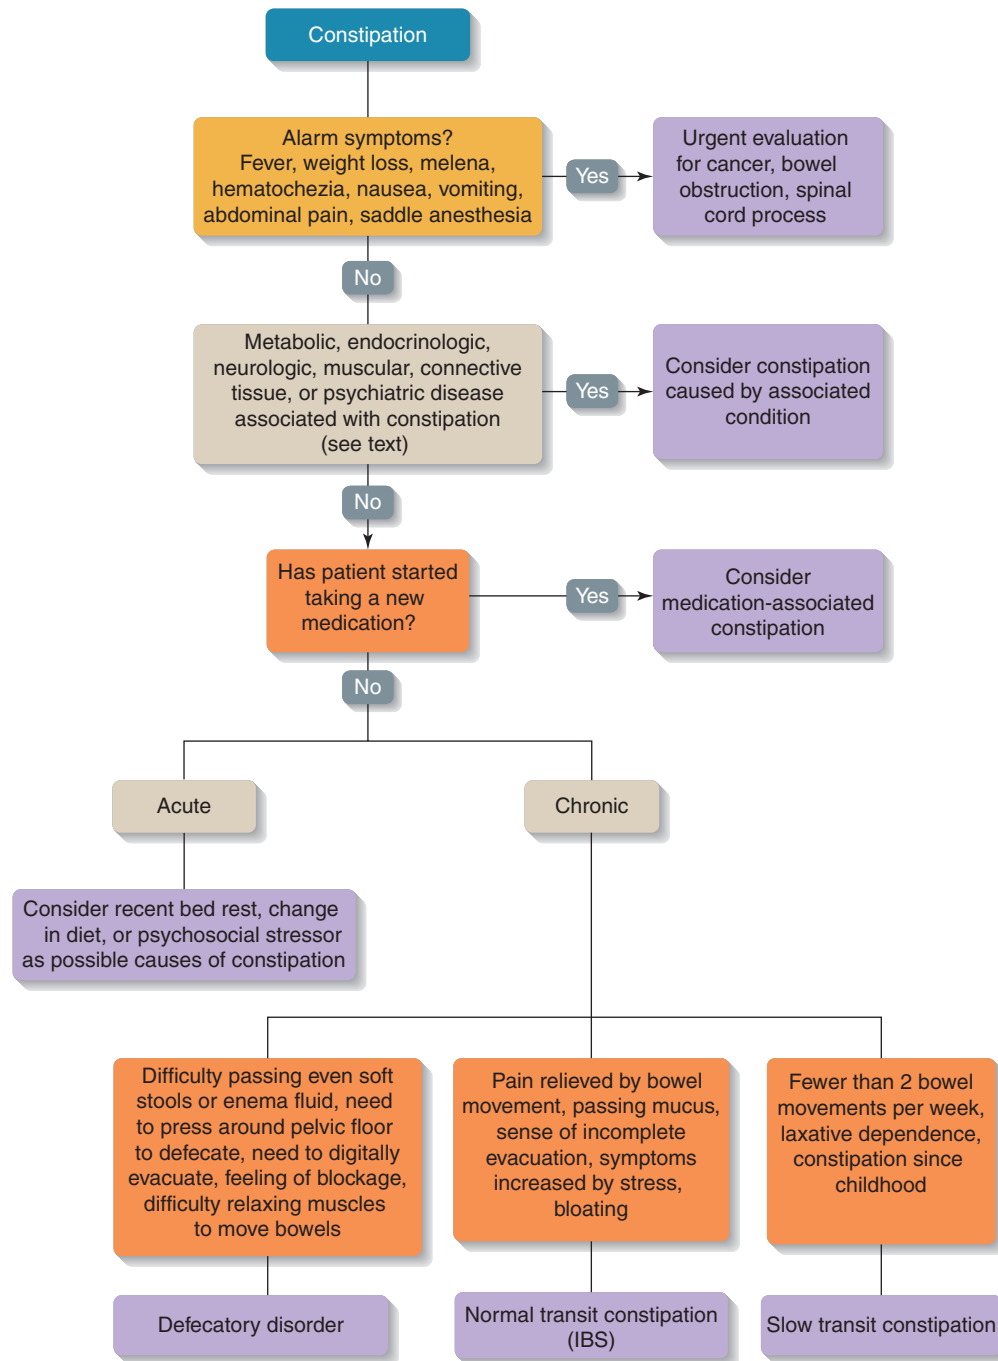 Constipation
Alarm symptoms?
Fever, weight loss, melena,
hematochezia, nausea, vomiting,
abdominal pain, saddle anesthesia
Yes
Urgent evaluation
for cancer, bowel
obstruction, spinal
cord process
No
Metabolic, endocrinologic,
neurologic, muscular, connective
tissue, or psychiatric disease
associated with constipation
(see text)
Yes
Consider constipation
caused by associated
condition
No
Has patient started
taking a new
medication?
Yes
Consider
medication-associated
constipation
No
Acute
Chronic
Consider recent bed rest, change
in diet, or psychosocial stressor
as possible causes of constipation
Difficulty passing even soft
stools or enema fluid, need
to press around pelvic floor
to defecate, need to digitally
evacuate, feeling of blockage,
difficulty relaxing muscles
to move bowels
Pain relieved by bowel
movement, passing mucus,
sense of incomplete
evacuation, symptoms
increased by stress,
bloating
Fewer than 2 bowel
movements per week,
laxative dependence,
constipation since
childhood
Defecatory disorder
Normal transit constipation
(IBS)
Slow transit constipation